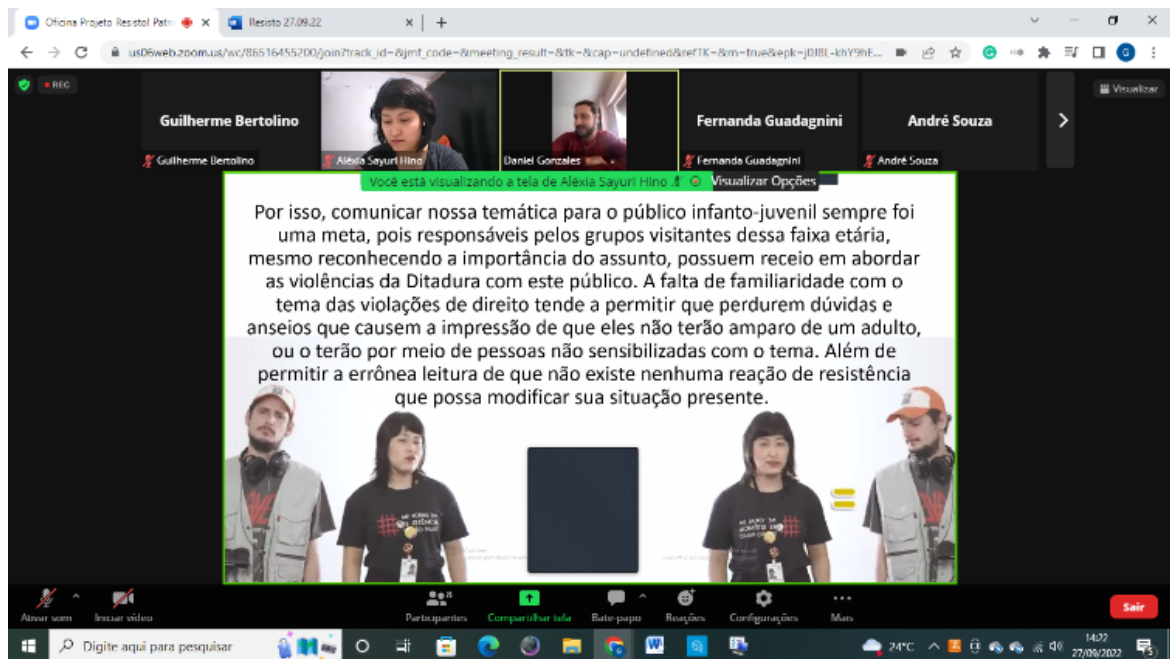 Oficina Projeto Resisto! Patri
Resisto 27.09.22
REC
Visualizar
Guilherme Bertolino
Fernanda Guadagnini
André Souza
Guilherme Bertolino
Aléxia Sayuri Hino
Daniel Gonzales
Fernanda Guadagnini
André Souza
Você está visualizando a tela de Aléxia Sayuri Hino
Visualizar Opções
Por isso, comunicar nossa temática para o público infanto-juvenil sempre foi
uma meta, pois responsáveis pelos grupos visitantes dessa faixa etária,
mesmo reconhecendo a importância do assunto, possuem receio em abordar
as violências da Ditadura com este público. A falta de familiaridade com o
tema das violações de direito tende a permitir que perdurem dúvidas e
anseios que causem a impressão de que eles não terão amparo de um adulto,
ou o terão por meio de pessoas não sensibilizadas com o tema. Além de
permitir a errônea leitura de que não existe nenhuma reação de resistência
que possa modificar sua situação presente.
Ativar som
Iniciar vídeo
Participantes
Compartilhar tela
Bate-papo
Reações
Configurações
Mais
Sair
Digite aqui para pesquisar
24°C
14:22
27/09/2022